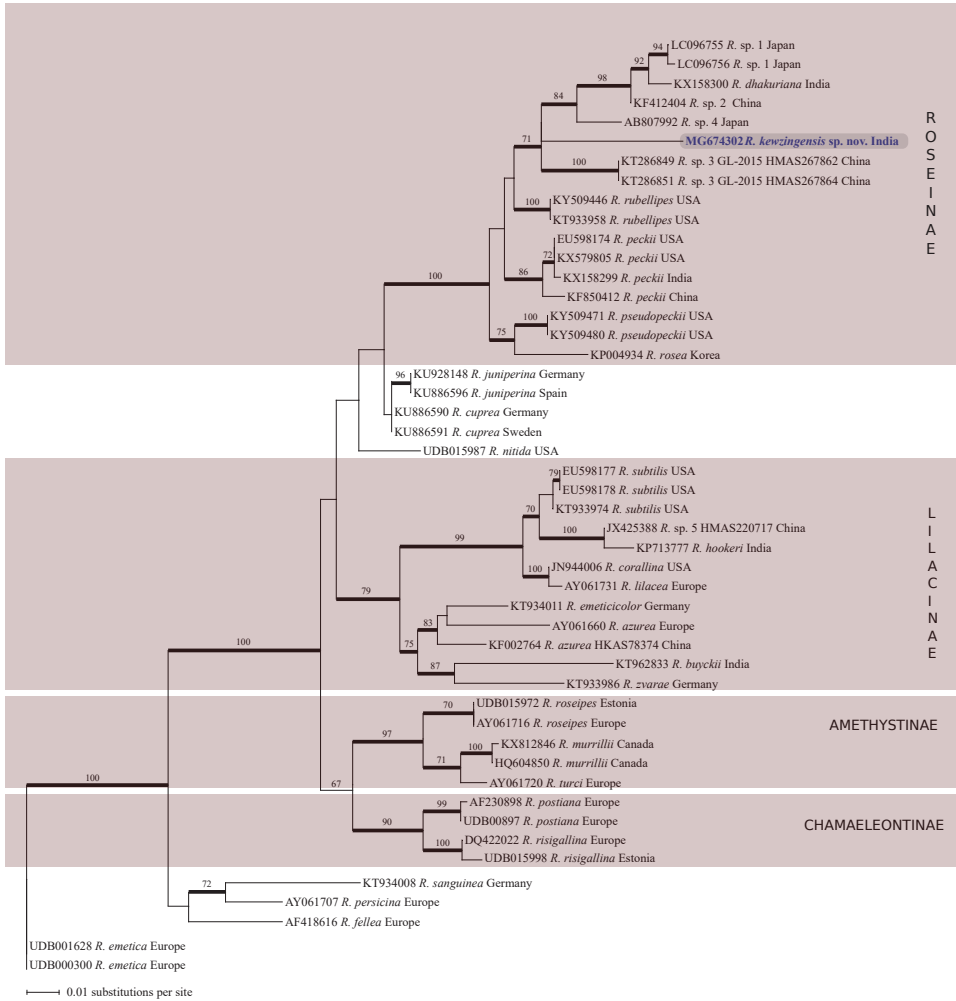 94 LC096755 R. sp. 1 Japan
92 LC096756 R. sp. 1 Japan
98 KX158300 R. dhakuriana India
KF412404 R. sp. 2 China
84 AB807992 R. sp. 4 Japan
71 MG674302 R. kewzingensis sp. nov. India
100 KT286849 R. sp. 3 GL-2015 HMAS267862 China
KT286851 R. sp. 3 GL-2015 HMAS267864 China
100 KY509446 R. rubellipes USA
KT933958 R. rubellipes USA
EU598174 R. peckii USA
72 KX579805 R. peckii USA
100 86 KX158299 R. peckii India
KF850412 R. peckii China
100 KY509471 R. pseudopeckii USA
75 KY509480 R. pseudopeckii USA
KP004934 R. rosea Korea
ROSEINAE
96 KU928148 R. juniperina Germany
KU886596 R. juniperina Spain
KU886590 R. cuprea Germany
KU886591 R. cuprea Sweden
UDB015987 R. nitida USA
79 EU598177 R. subtilis USA
EU598178 R. subtilis USA
70 KT933974 R. subtilis USA
100 JX425388 R. sp. 5 HMAS220717 China
99 KP713777 R. hookeri India
100 JN944006 R. corallina USA
AY061731 R. lilacea Europe
79 KT934011 R. emeticicolor Germany
83 AY061660 R. azurea Europe
75 KF002764 R. azurea HKAS78374 China
87 KT962833 R. buyckii India
100 KT933986 R. zvarae Germany
LILACINAE
70 UDB015972 R. roseipes Estonia
97 AY061716 R. roseipes Europe
100 KX812846 R. murrillii Canada
71 HQ604850 R. murrillii Canada
AY061720 R. turci Europe
AMETHYSTINAE
100 67
99 AF230898 R. postiana Europe
90 UDB00897 R. postiana Europe
100 DQ422022 R. risigallina Europe
UDB015998 R. risigallina Estonia
CHAMAELEONTINAE
72 KT934008 R. sanguinea Germany
AY061707 R. persicina Europe
AF418616 R. fellea Europe
UDB001628 R. emetica Europe
UDB000300 R. emetica Europe
0.01 substitutions per site